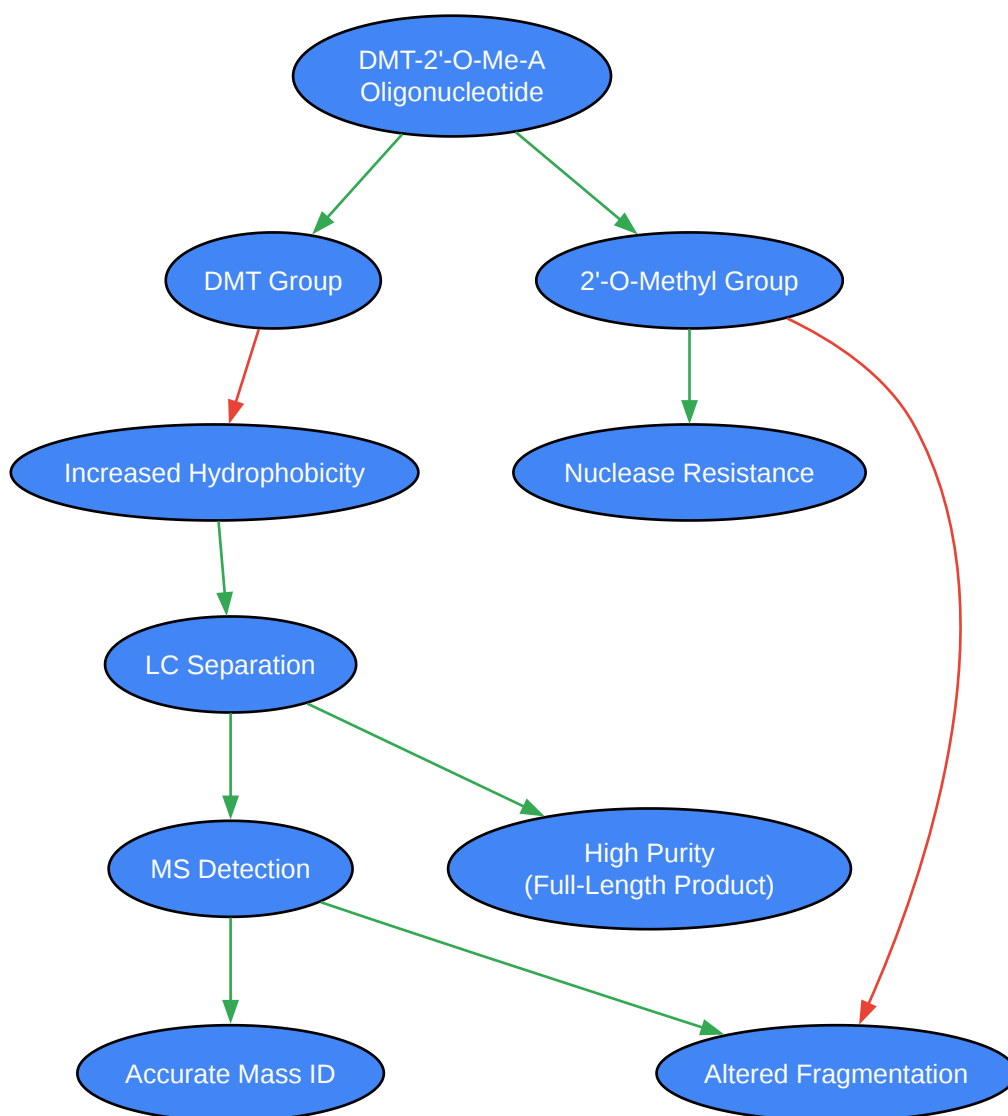 DMT-2'-O-Me-A
Oligonucleotide
DMT Group
2'-O-Methyl Group
Increased Hydrophobicity
Nuclease Resistance
LC Separation
MS Detection
High Purity
(Full-Length Product)
Accurate Mass ID
Altered Fragmentation